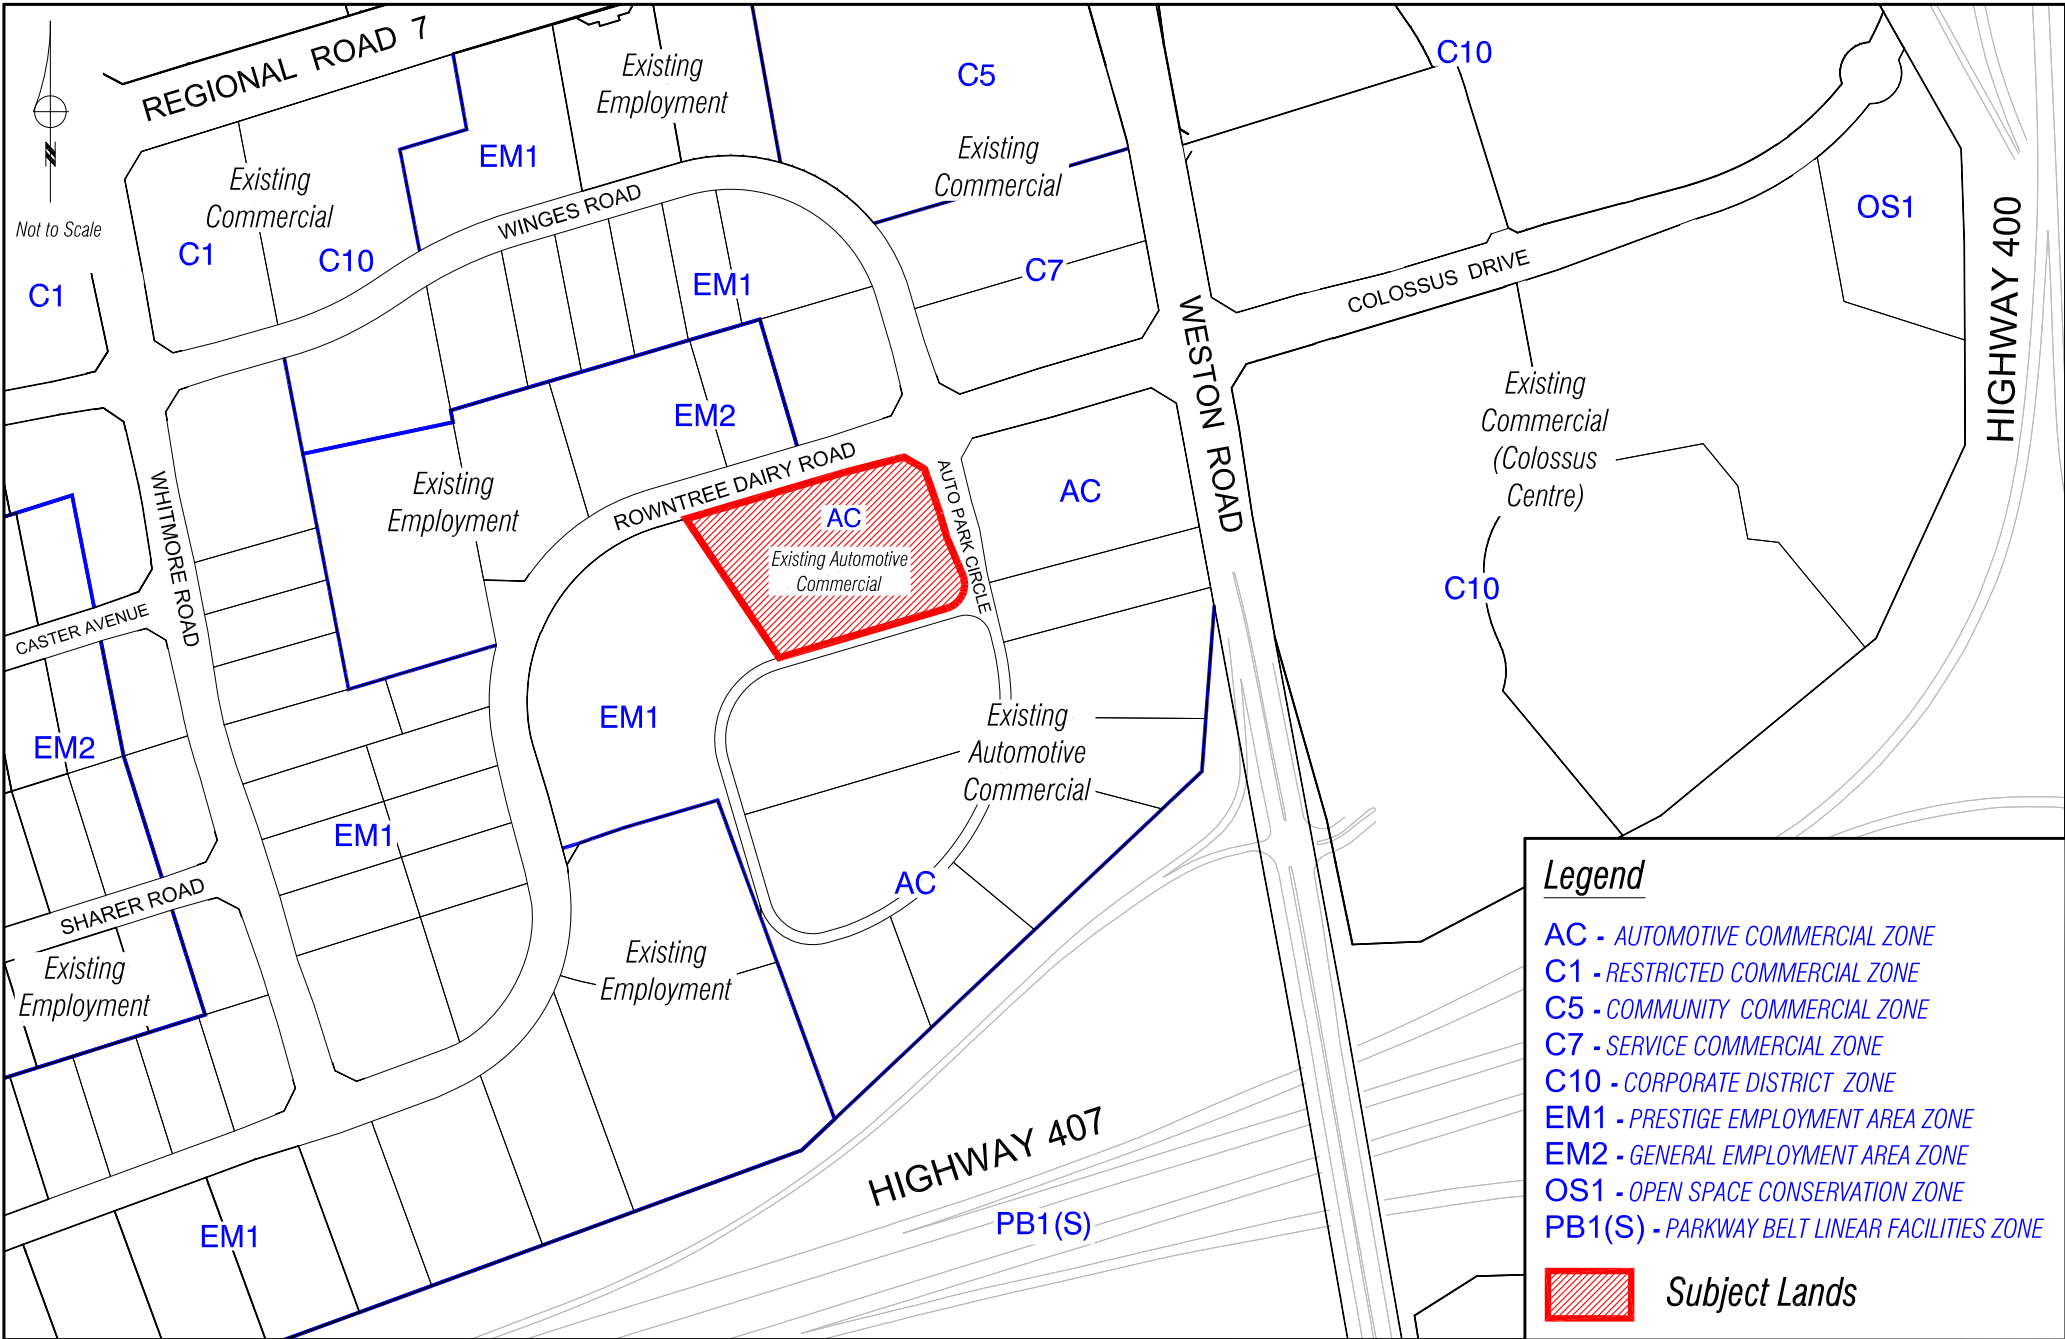 REGIONAL ROAD 7
Existing
Employment
C5
C10
EM1
Existing
Commercial
Existing
Commercial
N
Not to Scale
WINGES ROAD
OS1
C1
C10
C1
C7
EM1
COLOSSUS DRIVE
HIGHWAY 400
WESTON ROAD
EM2
Existing
Commercial
(Colossus
Centre)
ROWNTREE DAIRY ROAD
Existing
Employment
AC
Existing Automotive
Commercial
AUTO PARK CIRCLE
AC
WHITMORE ROAD
C10
CASTER AVENUE
EM1
EM2
Existing
Automotive
Commercial
EM1
AC
SHARER ROAD
Existing
Employment
Existing
Employment
HIGHWAY 407
PB1(S)
EM1
Legend
AC - AUTOMOTIVE COMMERCIAL ZONE
C1 - RESTRICTED COMMERCIAL ZONE
C5 - COMMUNITY COMMERCIAL ZONE
C7 - SERVICE COMMERCIAL ZONE
C10 - CORPORATE DISTRICT ZONE
EM1 - PRESTIGE EMPLOYMENT AREA ZONE
EM2 - GENERAL EMPLOYMENT AREA ZONE
OS1 - OPEN SPACE CONSERVATION ZONE
PB1(S) - PARKWAY BELT LINEAR FACILITIES ZONE
Subject Lands